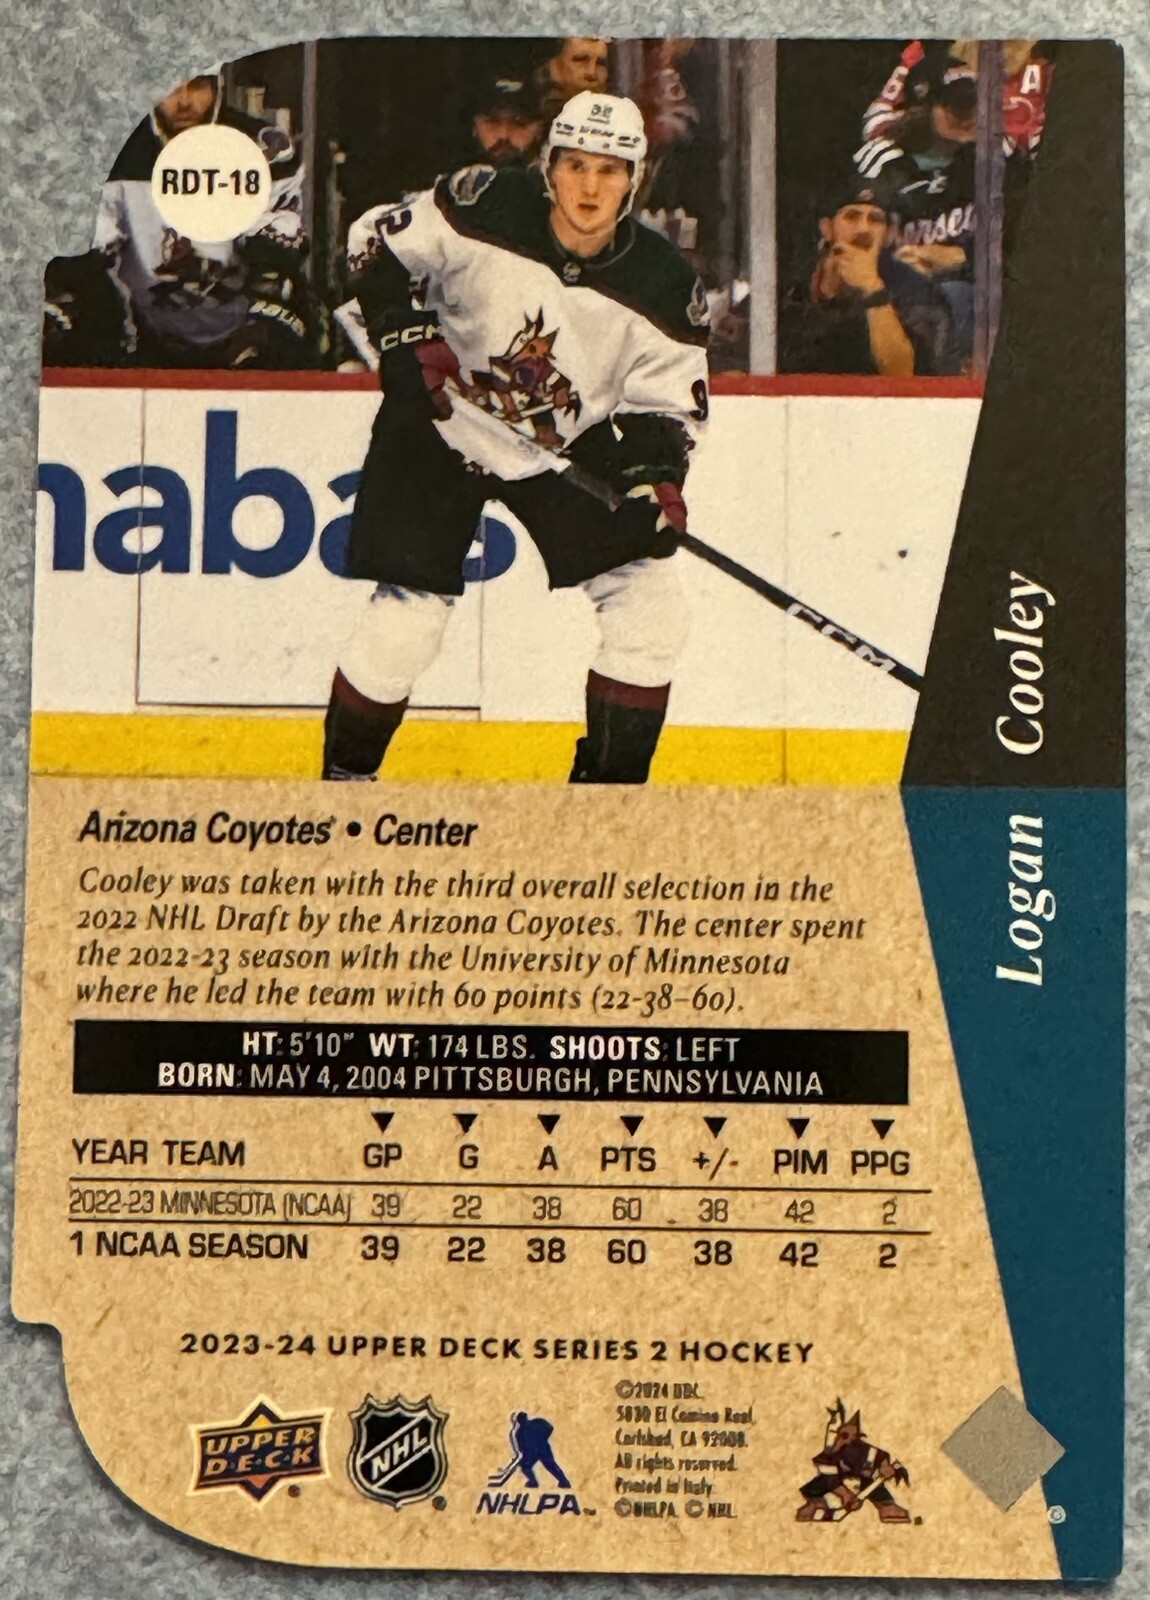 RDT-18
A
92
CCM
9
nabas
CCM
Logan Cooley
Arizona Coyotes • Center
Cooley was taken with the third overall selection in the
2022 NHL Draft by the Arizona Coyotes. The center spent
the 2022-23 season with the University of Minnesota
where he led the team with 60 points (22-38–60).
HT: 5'10" WT: 174 LBS. SHOOTS: LEFT
BORN: MAY 4, 2004 PITTSBURGH, PENNSYLVANIA
YEAR TEAM GP G A PTS +/- PIM PPG
2022-23 MINNESOTA (NCAA) 39 22 38 60 38 42 2
1 NCAA SEASON 39 22 38 60 38 42 2
2023-24 UPPER DECK SERIES 2 HOCKEY
UPPER
D·E·C·K
NHL
NHLPA
©2024 UDC.
5830 El Camino Real,
Carlsbad, CA 92008.
All rights reserved.
Printed in Italy.
©NHLPA © NHL